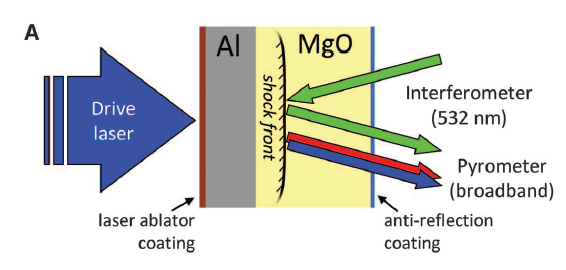 A
Al
MgO
Drive
laser
shock front
Interferometer
(532 nm)
Pyrometer
(broadband)
laser ablator
coating
anti-reflection
coating